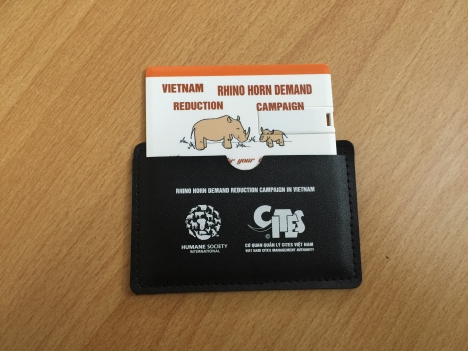 VIETNAM RHINO HORN DEMAND
REDUCTION CAMPAIGN
your
RHINO HORN DEMAND REDUCTION CAMPAIGN IN VIETNAM
CITES
©
HUMANE SOCIETY
INTERNATIONAL
CƠ QUAN QUẢN LÝ CITES VIỆT NAM
VIET NAM CITES MANAGEMENT AUTHORITY